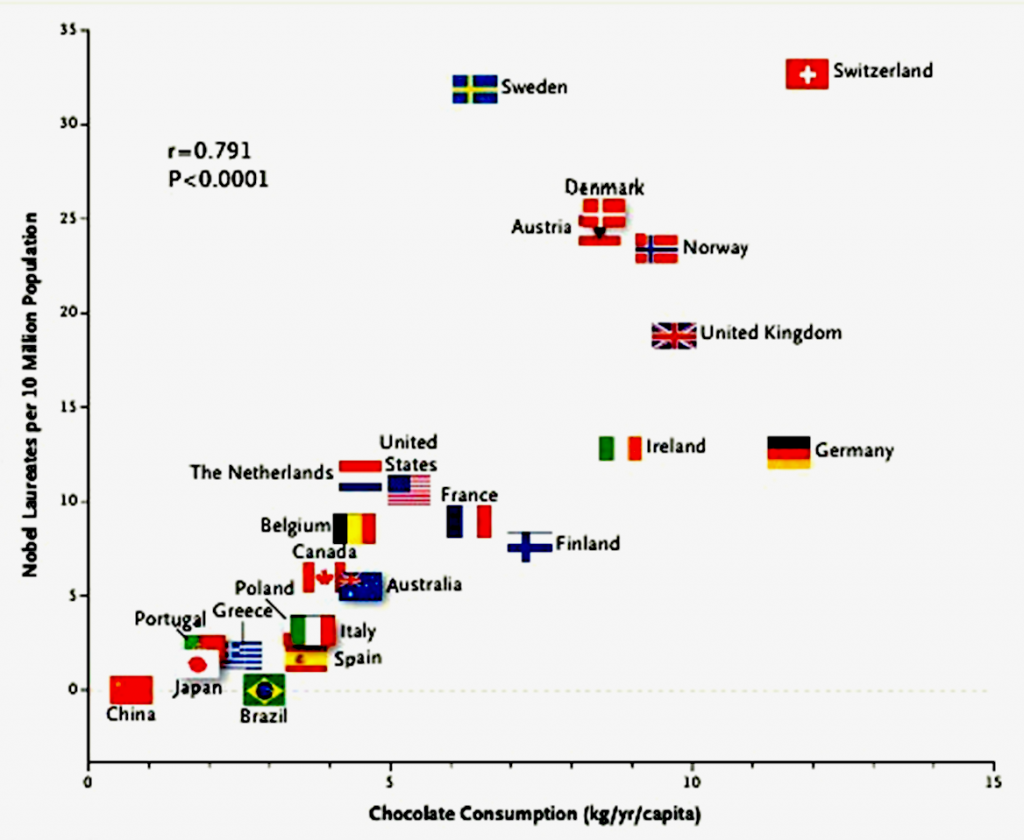 35
Switzerland
Sweden
30
r=0.791
P<0.0001
Denmark
25
Austria
Norway
20
United Kingdom
15
United
States
Ireland
Germany
The Netherlands
10
France
Belgium
Finland
Canada
5
Poland
Australia
Portugal
Greece
Italy
Spain
0
Japan
China
Brazil
0
5
10
15
Nobel Laureates per 10 Million Population
Chocolate Consumption (kg/yr/capita)